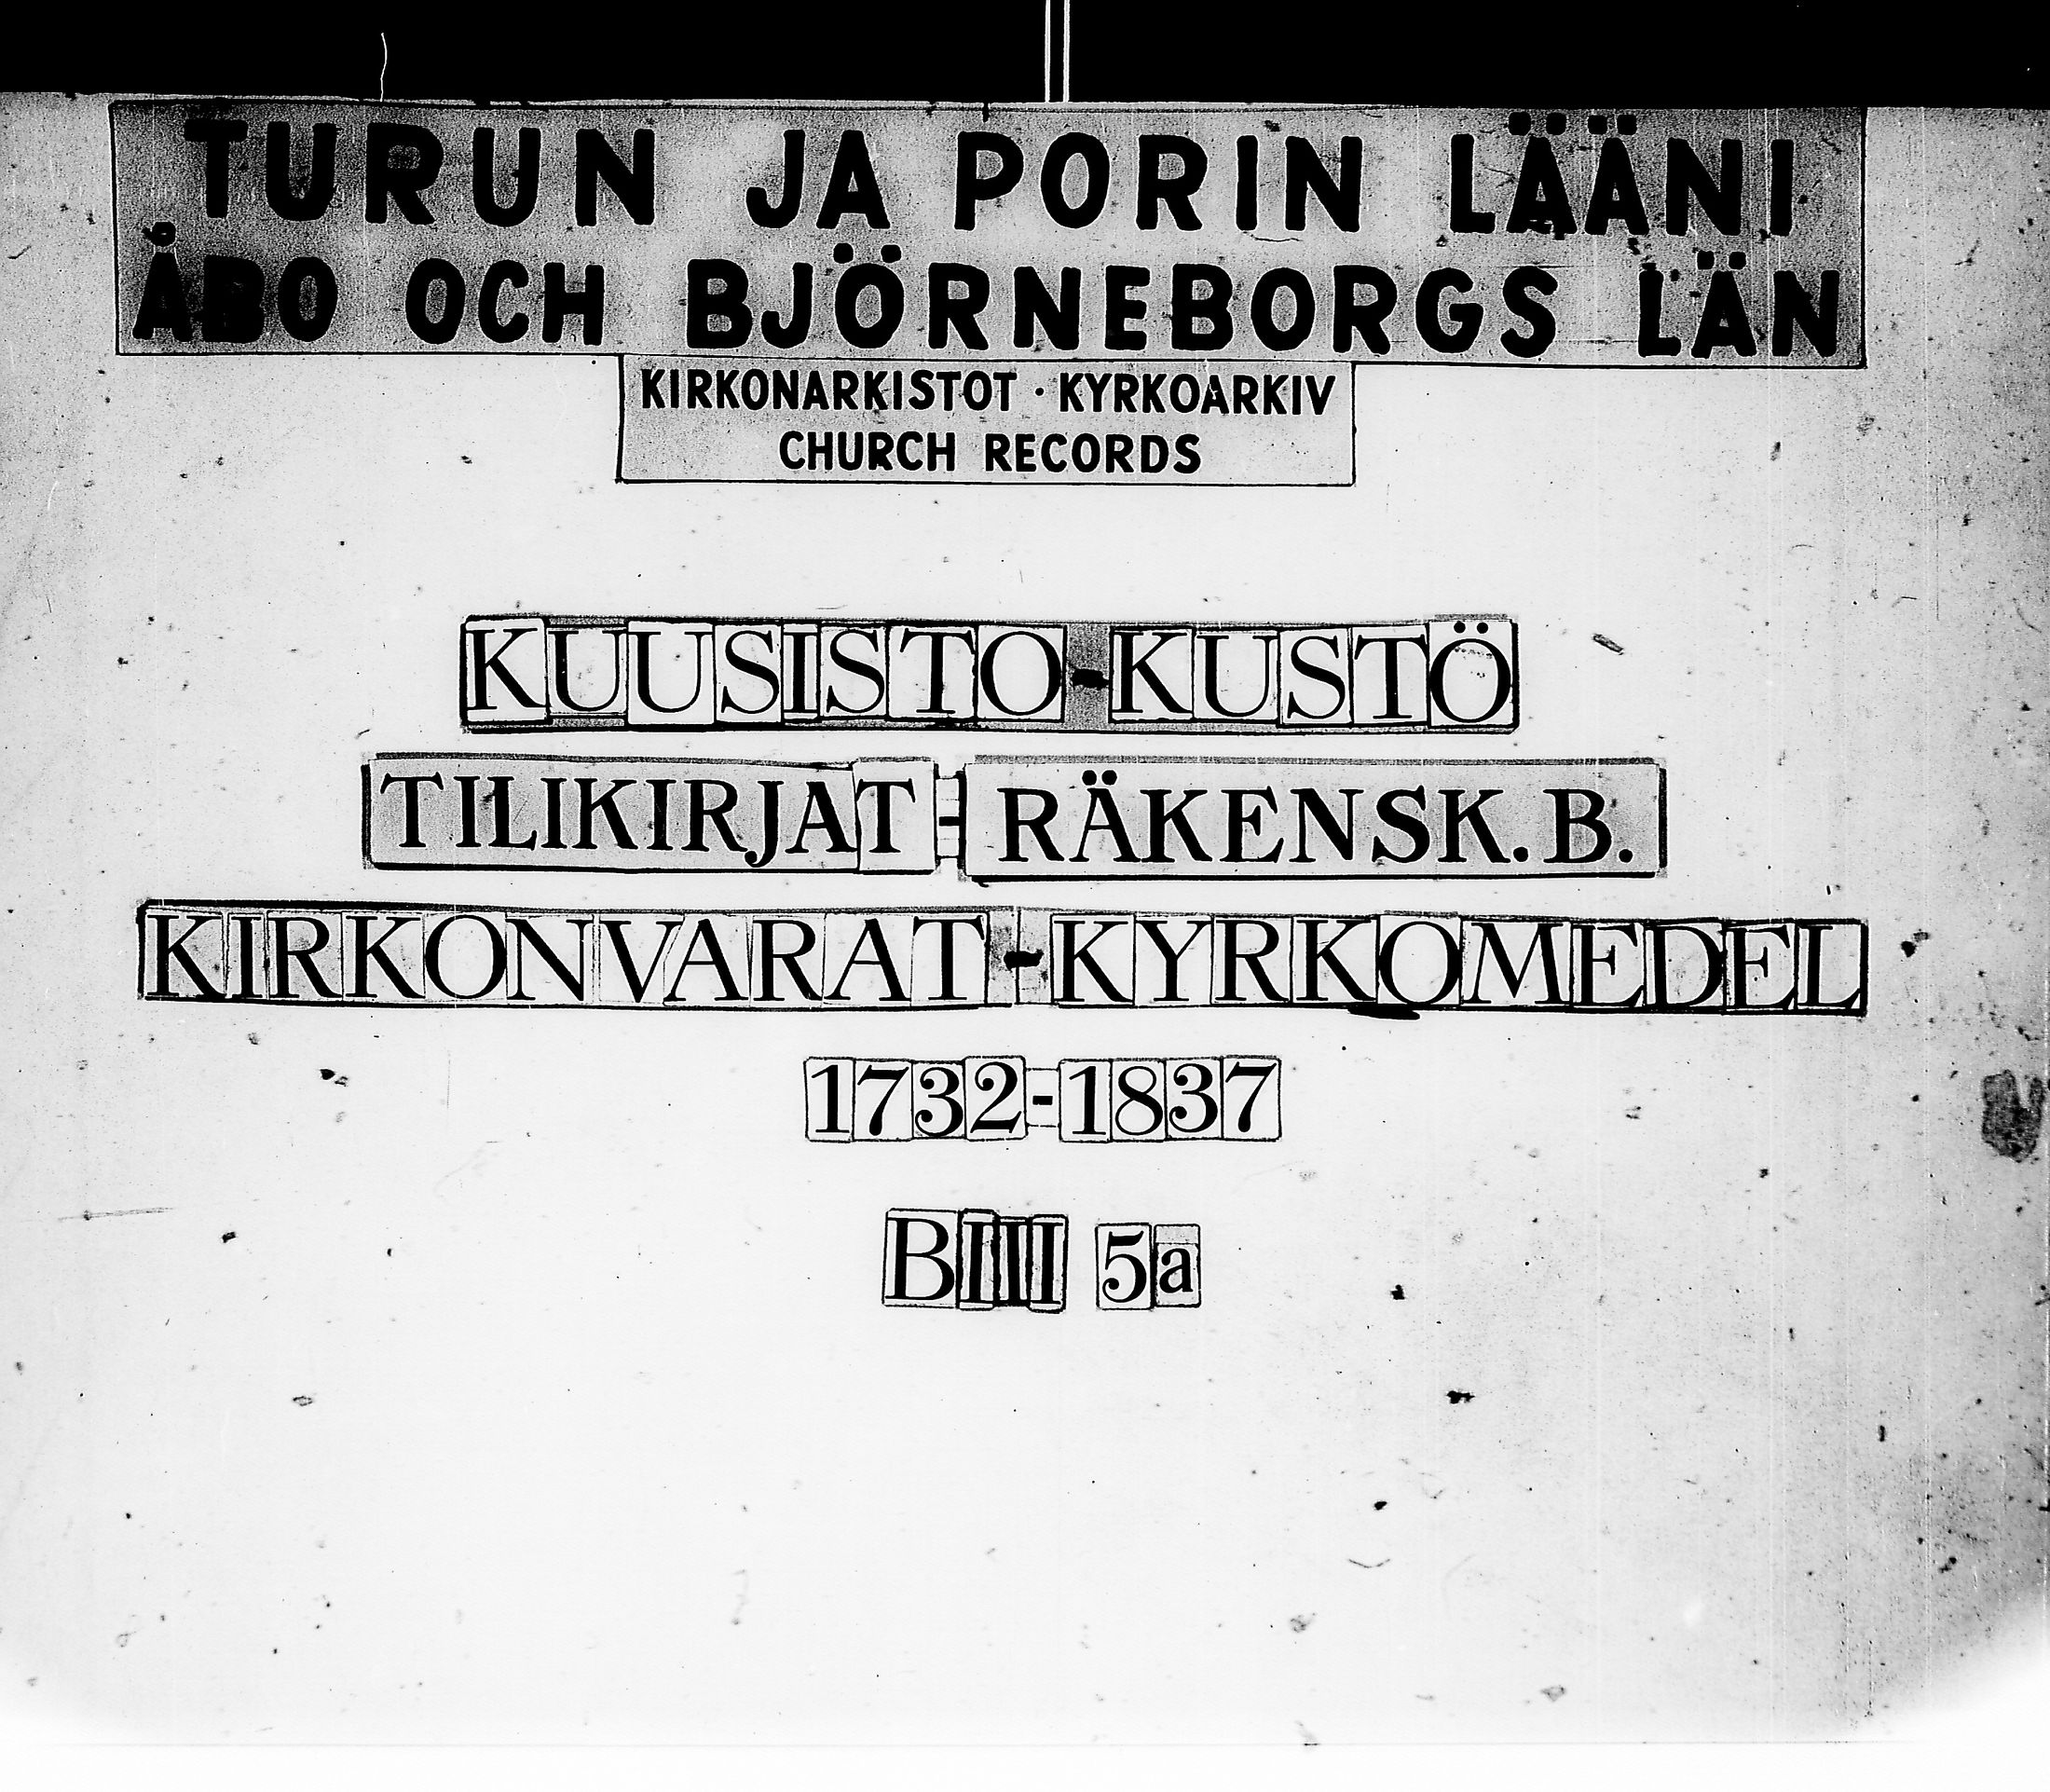 TURUN JA PORIN LÄÄNI
ÅBO OCH BJÖRNEBORGS LÄN
KIRKONARKISTOT · KYRKOARKIV
CHURCH RECORDS
KUUSISTO-KUSTÖ
TILIKIRJAT-RÄKENSK.B.
KIRKONVARAT-KYRKOMEDEL
1732-1837
BIII 5a